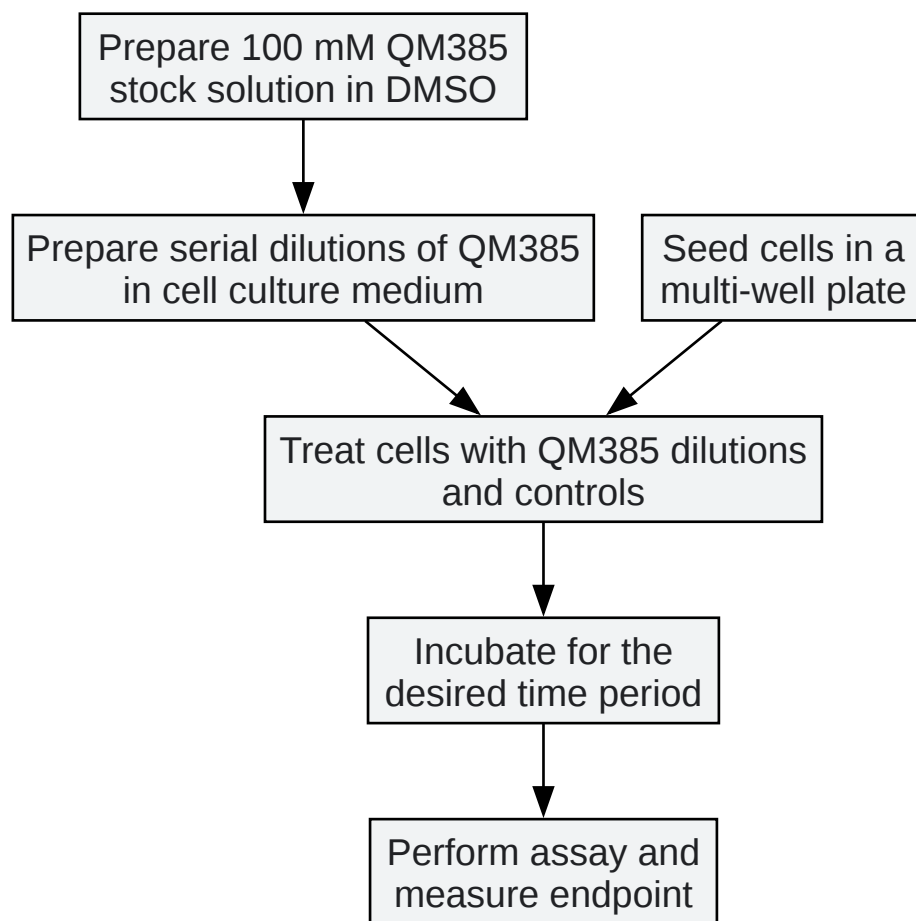 Prepare 100 mM QM385
stock solution in DMSO
Prepare serial dilutions of QM385
in cell culture medium
Seed cells in a
multi-well plate
Treat cells with QM385 dilutions
and controls
Incubate for the
desired time period
Perform assay and
measure endpoint